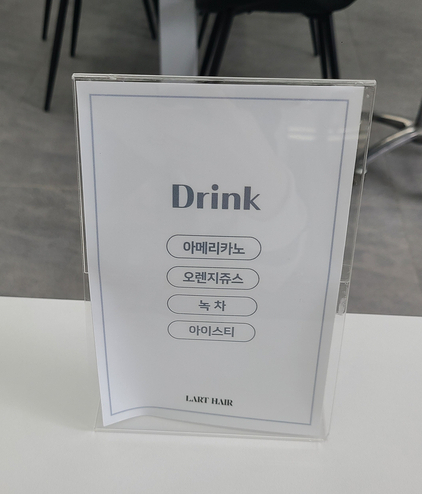 Drink
아메리카노
오렌지쥬스
녹 차
아이스티
LART HAIR